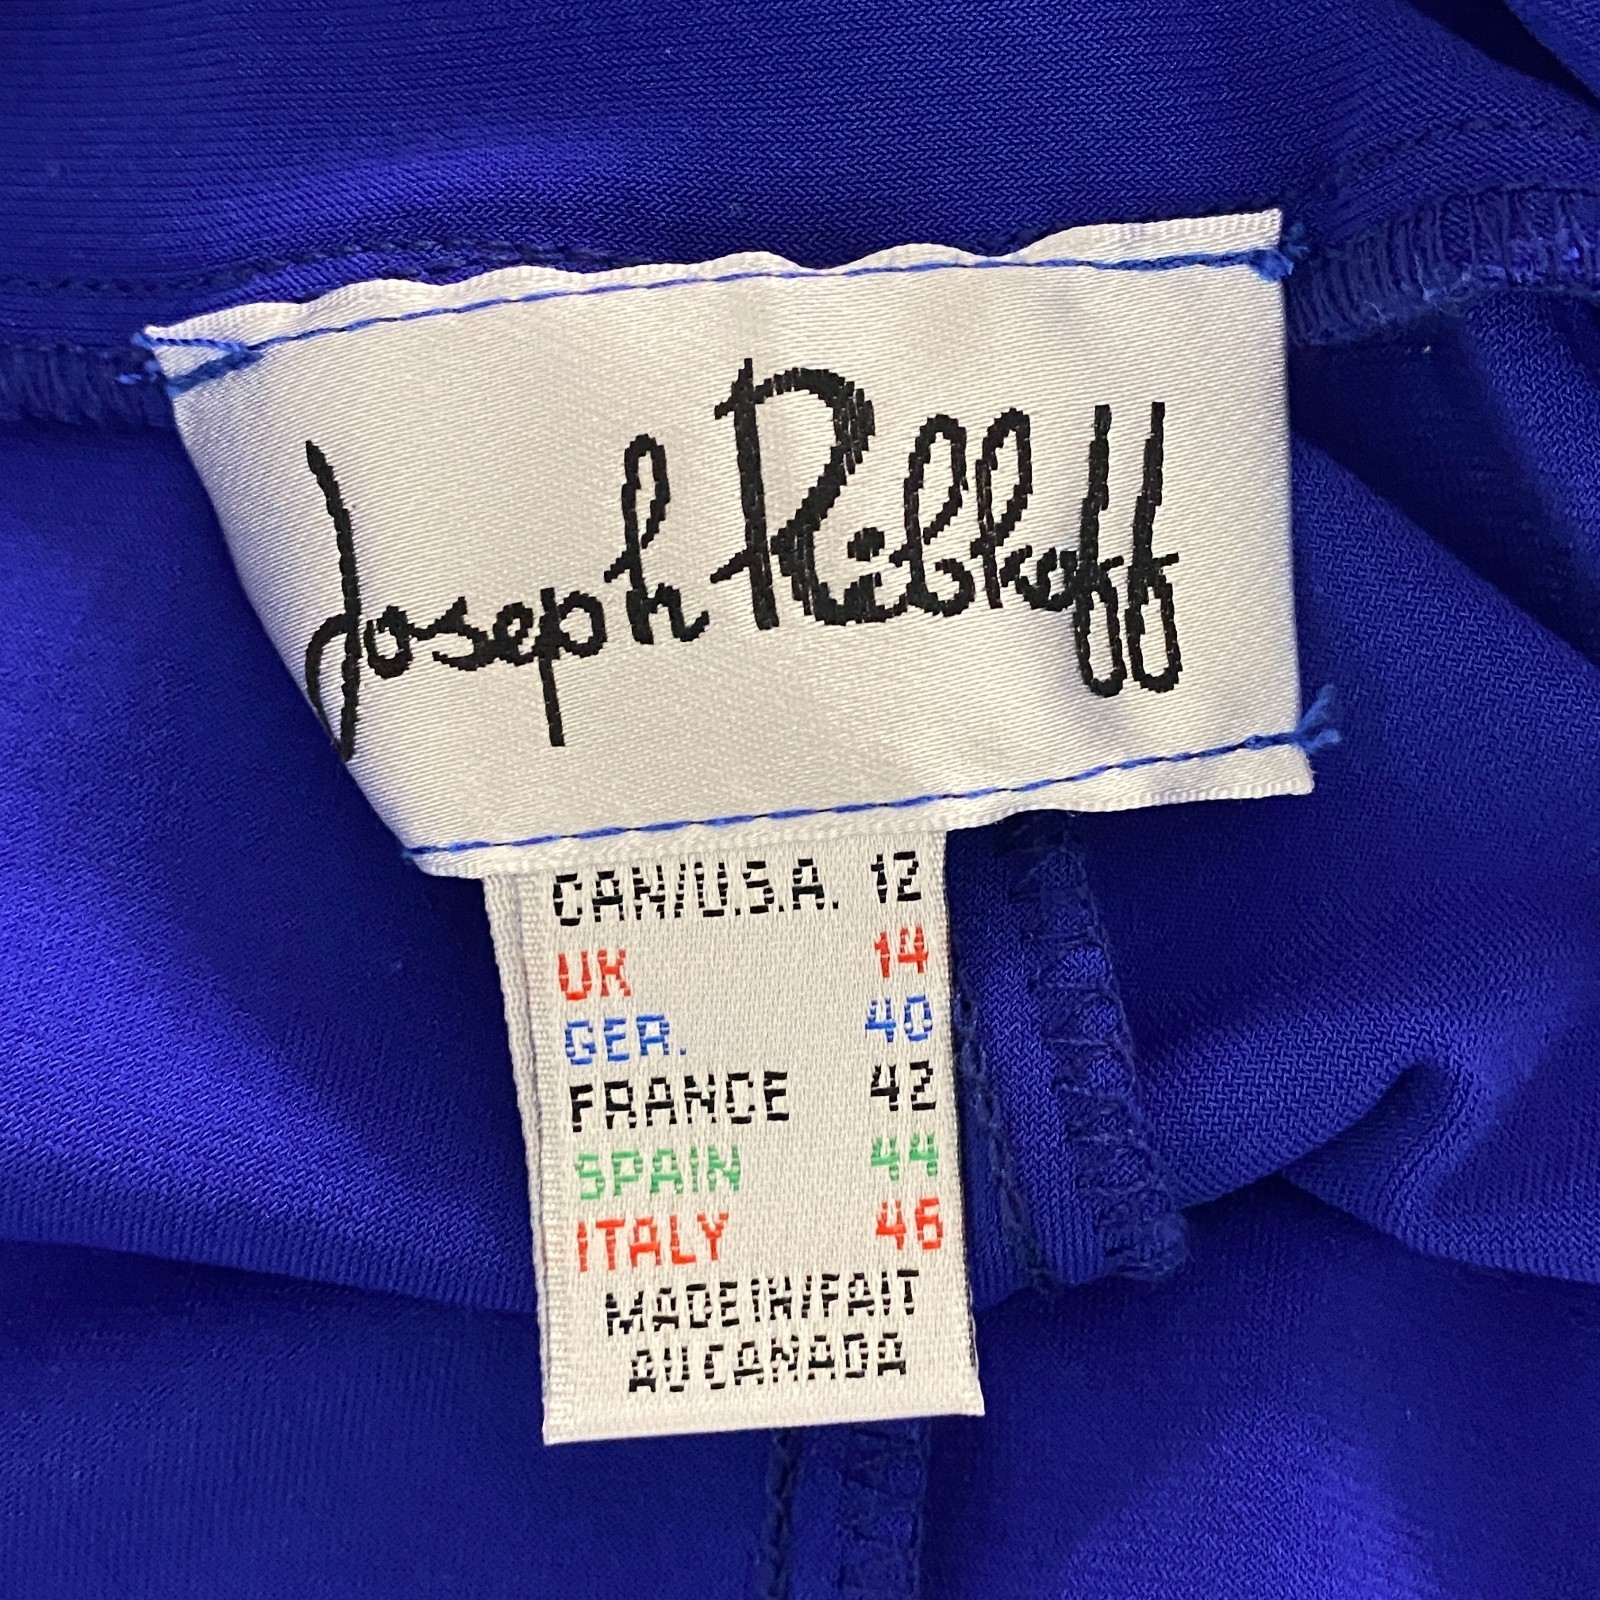 Joseph Ribkoff
CAN/U.S.A. 12
UK 14
GER. 40
FRANCE 42
SPAIN 44
ITALY 46
MADE IN/FAIT
AU CANADA